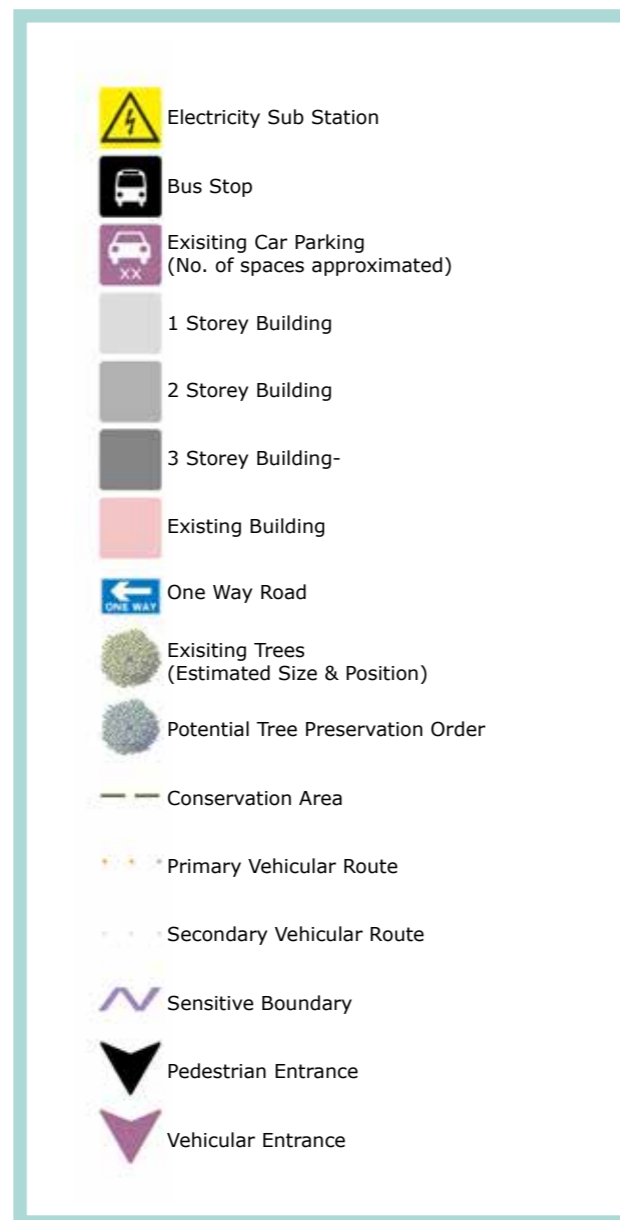 Electricity Sub Station
Bus Stop
Exisiting Car Parking
(No. of spaces approximated)
XX
1 Storey Building
2 Storey Building
3 Storey Building-
Existing Building
ONE WAY
One Way Road
Exisiting Trees
(Estimated Size & Position)
Potential Tree Preservation Order
Conservation Area
Primary Vehicular Route
Secondary Vehicular Route
Sensitive Boundary
Pedestrian Entrance
Vehicular Entrance